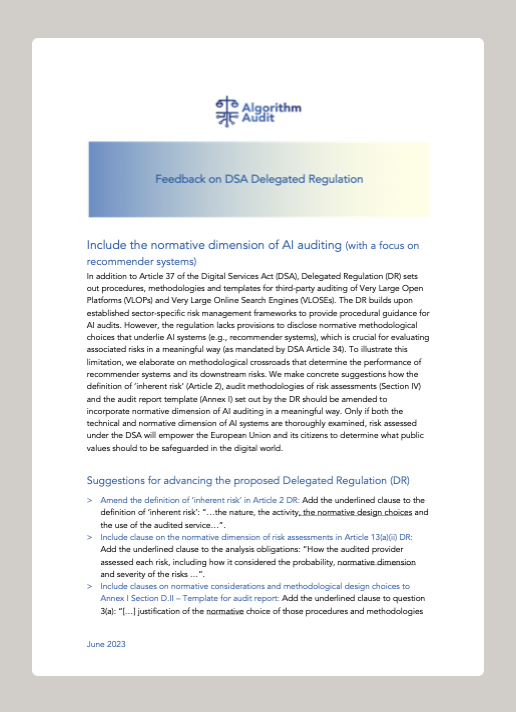 Algorithm
Audit
Feedback on DSA Delegated Regulation
Include the normative dimension of AI auditing (with a focus on
recommender systems)
In addition to Article 37 of the Digital Services Act (DSA), Delegated Regulation (DR) sets
out procedures, methodologies and templates for third-party auditing of Very Large Open
Platforms (VLOPs) and Very Large Online Search Engines (VLOSEs). The DR builds upon
established sector-specific risk management frameworks to provide procedural guidance for
AI audits. However, the regulation lacks provisions to disclose normative methodological
choices that underlie AI systems (e.g., recommender systems), which is crucial for evaluating
associated risks in a meaningful way (as mandated by DSA Article 34). To illustrate this
limitation, we elaborate on methodological crossroads that determine the performance of
recommender systems and its downstream risks. We make concrete suggestions how the
definition of ‘inherent risk’ (Article 2), audit methodologies of risk assessments (Section IV)
and the audit report template (Annex I) set out by the DR should be amended to
incorporate normative dimension of AI auditing in a meaningful way. Only if both the
technical and normative dimension of AI systems are thoroughly examined, risk assessed
under the DSA will empower the European Union and its citizens to determine what public
values should to be safeguarded in the digital world.
Suggestions for advancing the proposed Delegated Regulation (DR)
> Amend the definition of ‘inherent risk’ in Article 2 DR: Add the underlined clause to the
definition of ‘inherent risk’: “…the nature, the activity, the normative design choices and
the use of the audited service…”.
> Include clause on the normative dimension of risk assessments in Article 13(a)(ii) DR:
Add the underlined clause to the analysis obligations: “How the audited provider
assessed each risk, including how it considered the probability, normative dimension
and severity of the risks …”.
> Include clauses on normative considerations and methodological design choices to
Annex I Section D.II – Template for audit report: Add the underlined clause to question
3(a): “[…] justification of the normative choice of those procedures and methodologies
June 2023